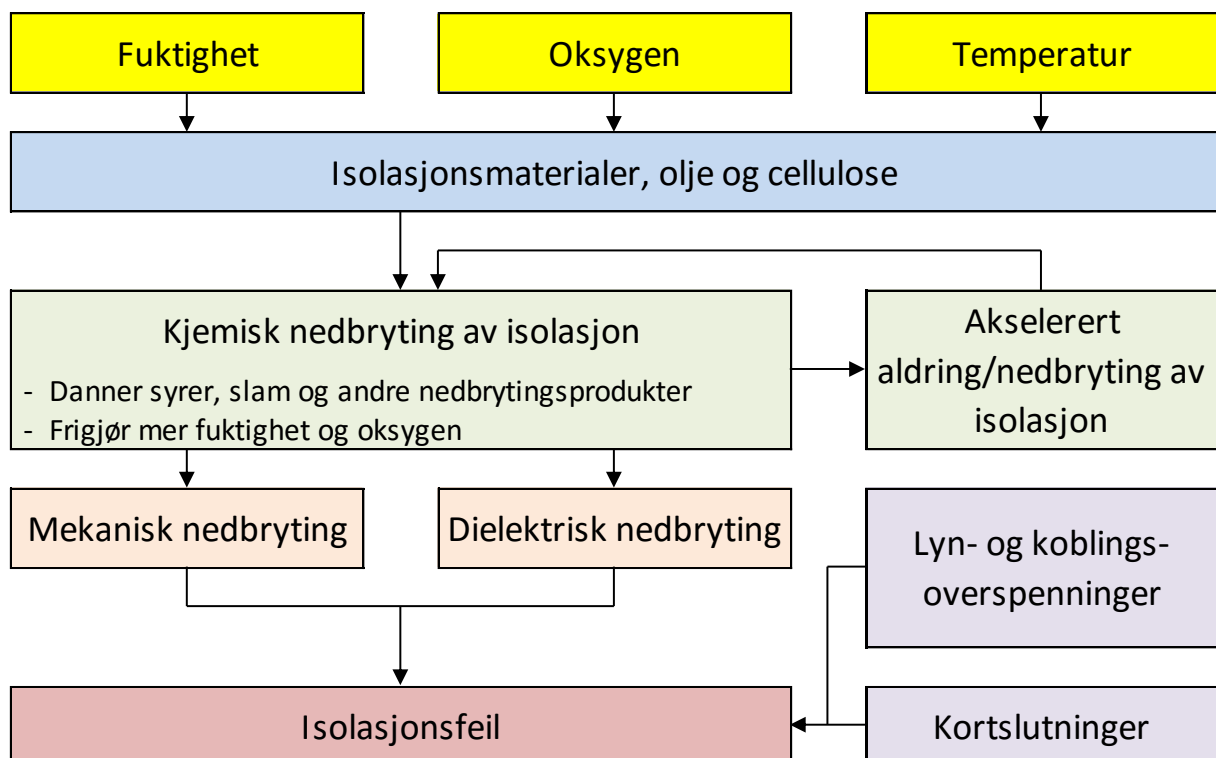 Fuktighet
Oksygen
Temperatur
Isolasjonsmaterialer, olje og cellulose
Kjemisk nedbryting av isolasjon
- Danner syrer, slam og andre nedbrytingsprodukter
- Frigjør mer fuktighet og oksygen
Akselerert
aldring/nedbryting av
isolasjon
Mekanisk nedbryting
Dielektrisk nedbryting
Lyn- og koblings-
overspenninger
Isolasjonsfeil
Kortslutninger